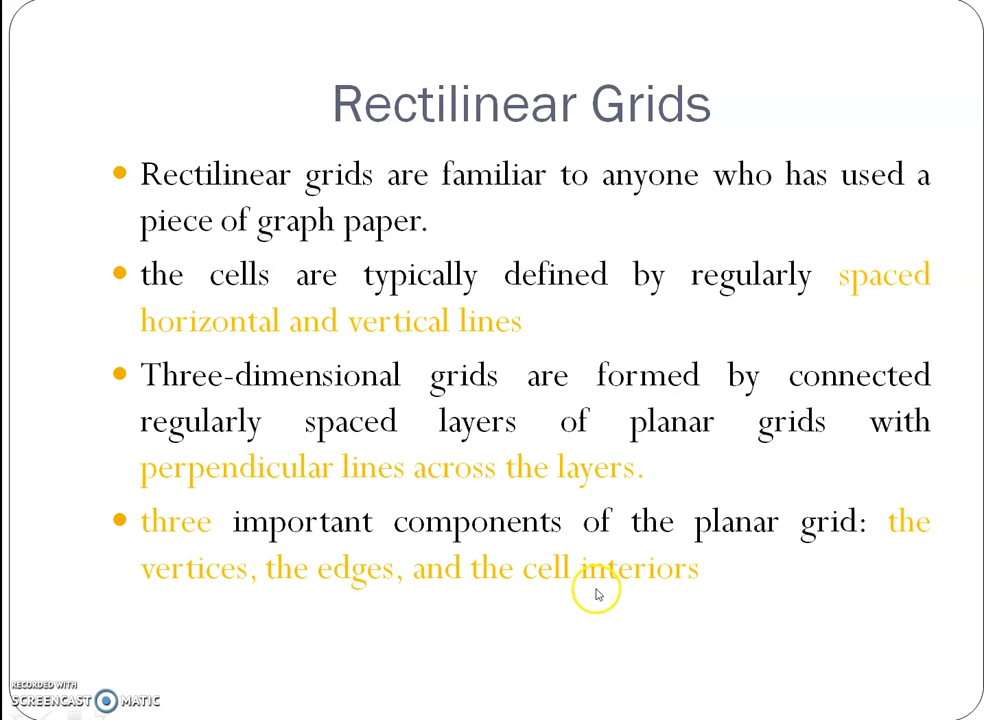 Rectilinear Grids
Rectilinear grids are familiar to anyone who has used a
piece of graph paper.
the cells are typically defined by regularly spaced
horizontal and vertical lines
Three-dimensional grids are formed by connected
regularly spaced layers of planar grids with
perpendicular lines across the layers.
three important components of the planar grid: the
vertices, the edges, and the cell interiors
RECORDED WITH
SCREENCAST MATIC